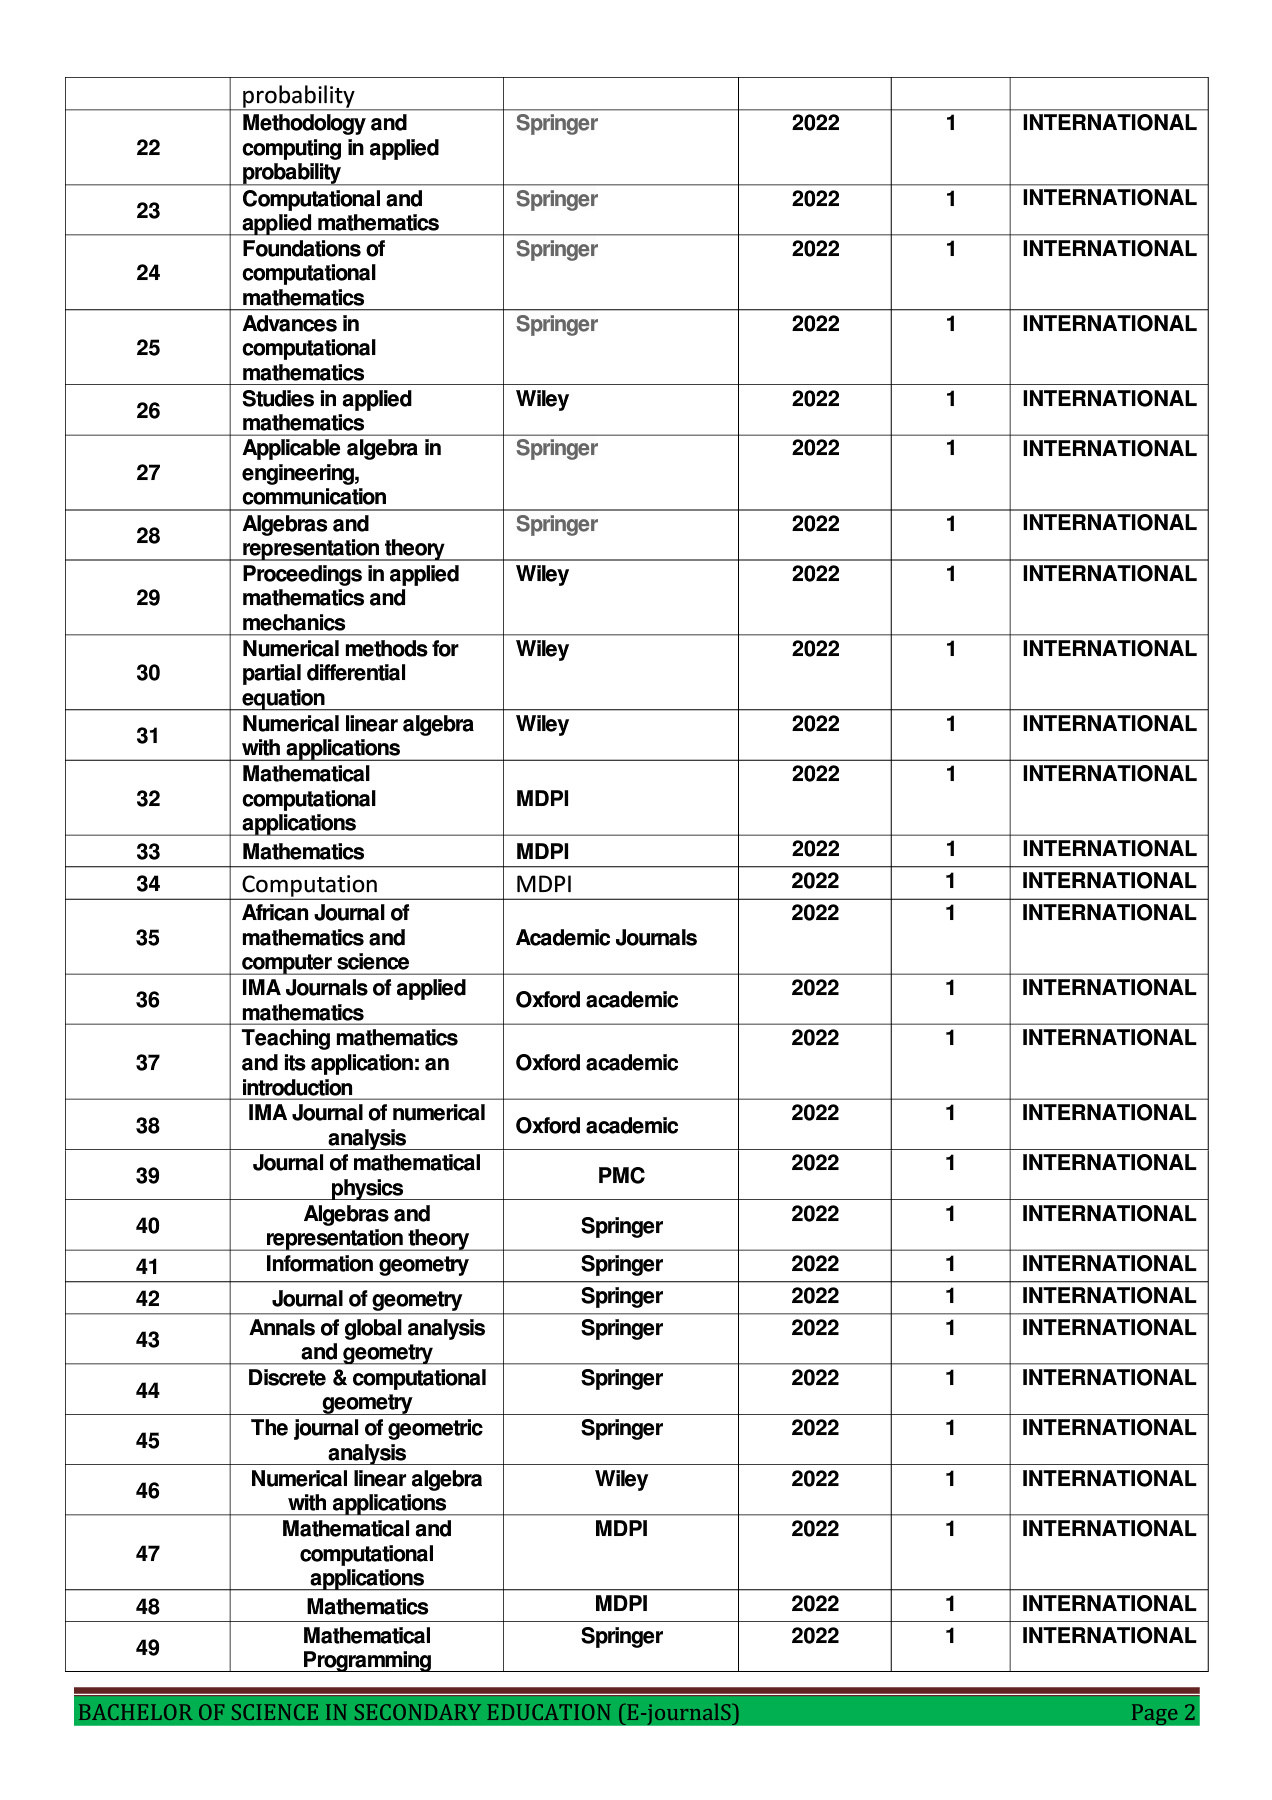 probability
22 Methodology and Springer 2022 1 INTERNATIONAL
computing in applied
probability
23 Computational and Springer 2022 1 INTERNATIONAL
applied mathematics
24 Foundations of Springer 2022 1 INTERNATIONAL
computational
mathematics
25 Advances in Springer 2022 1 INTERNATIONAL
computational
mathematics
26 Studies in applied Wiley 2022 1 INTERNATIONAL
mathematics
27 Applicable algebra in Springer 2022 1 INTERNATIONAL
engineering,
communication
28 Algebras and Springer 2022 1 INTERNATIONAL
representation theory
29 Proceedings in applied Wiley 2022 1 INTERNATIONAL
mathematics and
mechanics
30 Numerical methods for Wiley 2022 1 INTERNATIONAL
partial differential
equation
31 Numerical linear algebra Wiley 2022 1 INTERNATIONAL
with applications
32 Mathematical MDPI 2022 1 INTERNATIONAL
computational
applications
33 Mathematics MDPI 2022 1 INTERNATIONAL
34 Computation MDPI 2022 1 INTERNATIONAL
35 African Journal of Academic Journals 2022 1 INTERNATIONAL
mathematics and
computer science
36 IMA Journals of applied Oxford academic 2022 1 INTERNATIONAL
mathematics
37 Teaching mathematics Oxford academic 2022 1 INTERNATIONAL
and its application: an
introduction
38 IMA Journal of numerical Oxford academic 2022 1 INTERNATIONAL
analysis
39 Journal of mathematical PMC 2022 1 INTERNATIONAL
physics
40 Algebras and Springer 2022 1 INTERNATIONAL
representation theory
41 Information geometry Springer 2022 1 INTERNATIONAL
42 Journal of geometry Springer 2022 1 INTERNATIONAL
43 Annals of global analysis Springer 2022 1 INTERNATIONAL
and geometry
44 Discrete & computational Springer 2022 1 INTERNATIONAL
geometry
45 The journal of geometric Springer 2022 1 INTERNATIONAL
analysis
46 Numerical linear algebra Wiley 2022 1 INTERNATIONAL
with applications
47 Mathematical and MDPI 2022 1 INTERNATIONAL
computational
applications
48 Mathematics MDPI 2022 1 INTERNATIONAL
49 Mathematical Springer 2022 1 INTERNATIONAL
Programming
BACHELOR OF SCIENCE IN SECONDARY EDUCATION (E-journalS) Page 2